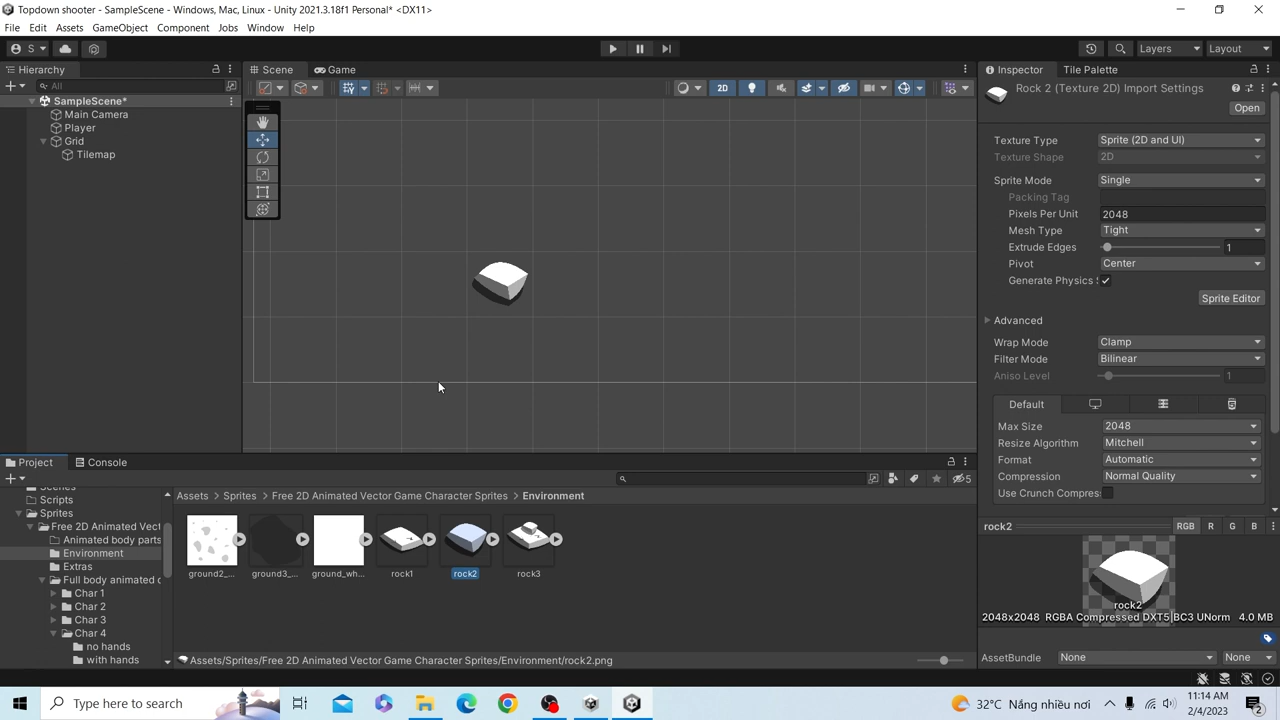 Topdown shooter - SampleScene - Windows, Mac, Linux - Unity 2021.3.18f1 Personal* <DX11>
File Edit Assets GameObject Component Jobs Window Help
S Layers Layout
Hierarchy Scene Game Inspector Tile Palette
All 2D Rock 2 (Texture 2D) Import Settings
SampleScene* Open
Main Camera
Player
Grid
Tilemap
Texture Type Sprite (2D and UI)
Texture Shape 2D
Sprite Mode Single
Packing Tag
Pixels Per Unit 2048
Mesh Type Tight
Extrude Edges 1
Pivot Center
Generate Physics
Sprite Editor
Advanced
Wrap Mode Clamp
Filter Mode Bilinear
Aniso Level 1
Default
Max Size 2048
Resize Algorithm Mitchell
Format Automatic
Compression Normal Quality
Use Crunch Compres
Project Console
5
Scripts
Sprites
Free 2D Animated Vect
Animated body parts
Environment
Extras
Full body animated c
Char 1
Char 2
Char 3
Char 4
no hands
with hands
Assets > Sprites > Free 2D Animated Vector Game Character Sprites > Environment
ground2_... ground3_... ground_wh... rock1 rock2 rock3
Assets/Sprites/Free 2D Animated Vector Game Character Sprites/Environment/rock2.png
rock2 RGB R G B
rock2
2048x2048 RGBA Compressed DXT5|BC3 UNorm 4.0 MB
AssetBundle None None
Type here to search 32°C Nắng nhiều nơi 11:14 AM
2/4/2023 2